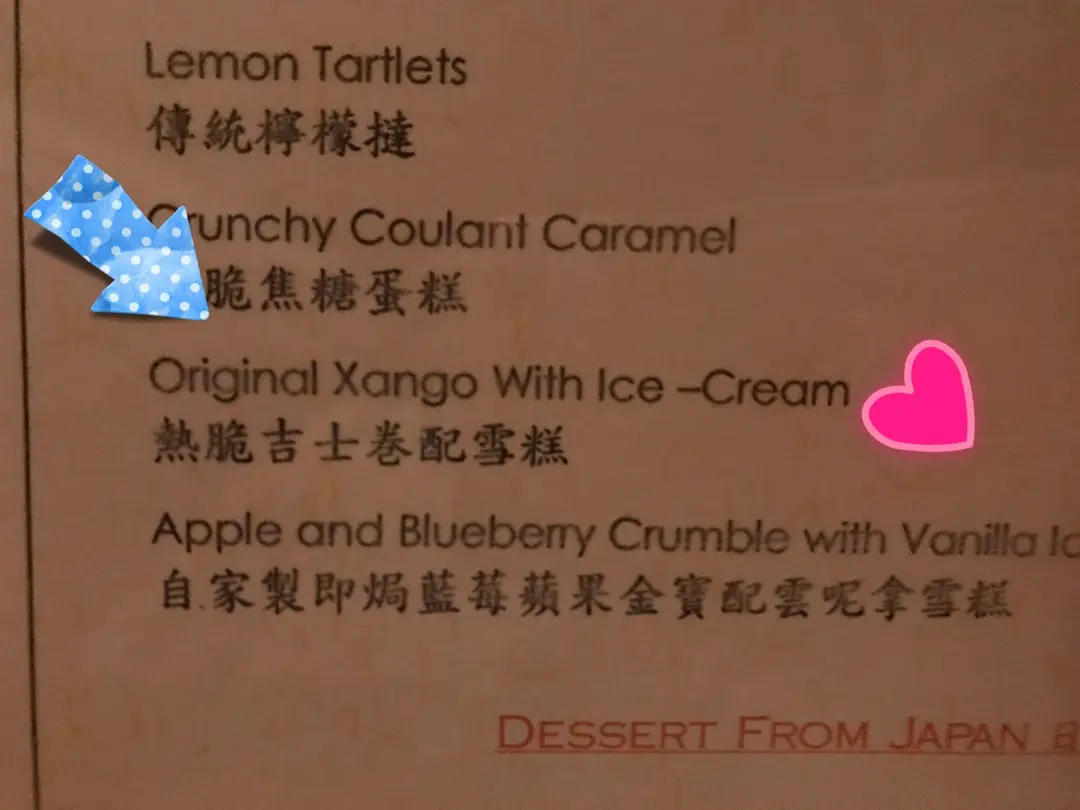 Lemon Tartlets
傳統檸檬撻
Coulant Caramel
脆焦糖蛋糕
Original Xango With Ice –Cream
熱脆吉士卷配雪糕
Apple and Blueberry Crumble with Vanilla
自家製即焗藍莓蘋果金寶配雲呢拿雪糕
DESSERT FROM JAPAN